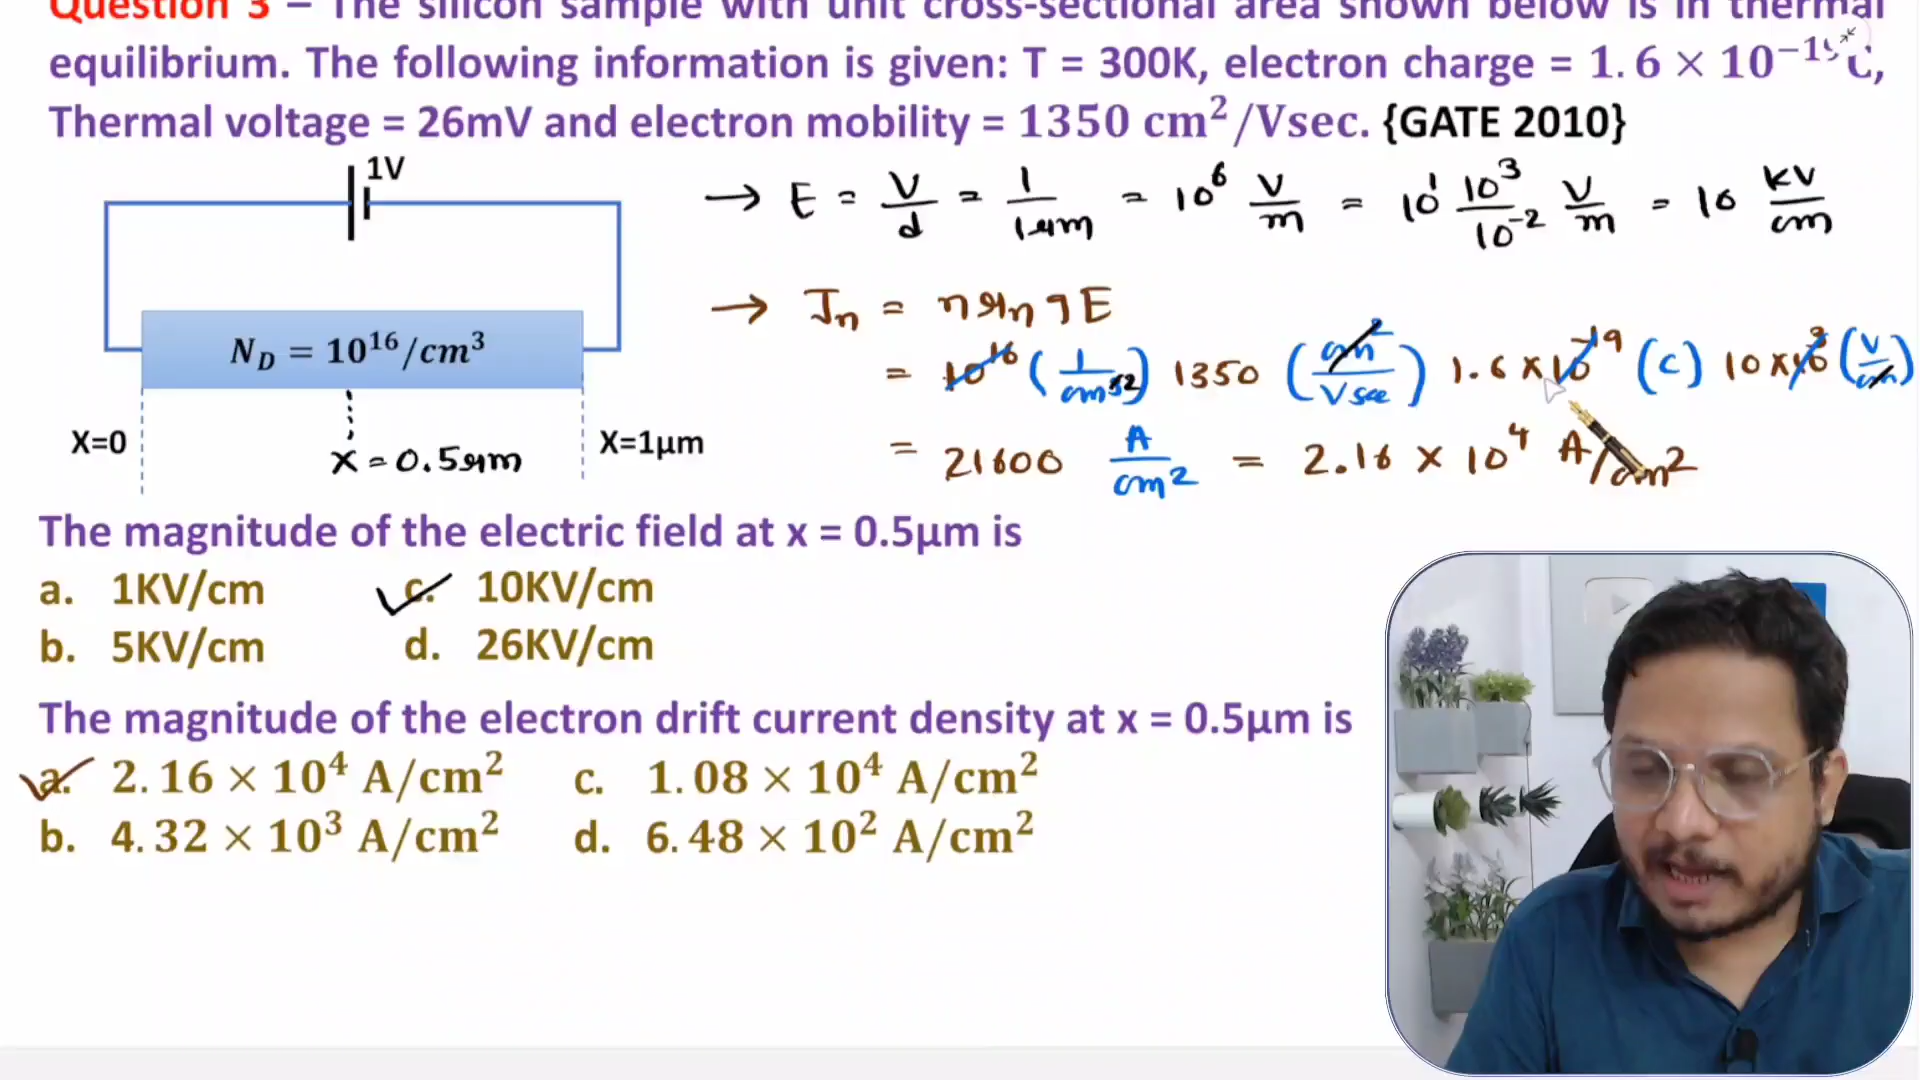 Question 3 – The silicon sample with unit cross-sectional area shown below is in thermal
equilibrium. The following information is given: T = 300K, electron charge = 1.6 × 10⁻¹⁹C,
Thermal voltage = 26mV and electron mobility = 1350 cm²/Vsec. {GATE 2010}
1V
→ E = V/d = 1/1μm = 10⁶ V/m = 10¹ 10³/10⁻² V/m = 10 kV/cm
N_D = 10¹⁶/cm³
→ Jn = n μn q E
= 10¹⁶ (1/cm³²) 1350 (cm²/Vsec) 1.6 × 10⁻¹⁹ (C) 10 × 10³ (V/cm)
X=0
x = 0.5μm
X=1μm
= 21600 A/cm² = 2.16 × 10⁴ A/cm²
The magnitude of the electric field at x = 0.5μm is
a. 1KV/cm c. 10KV/cm
b. 5KV/cm d. 26KV/cm
The magnitude of the electron drift current density at x = 0.5μm is
a. 2.16 × 10⁴ A/cm² c. 1.08 × 10⁴ A/cm²
b. 4.32 × 10³ A/cm² d. 6.48 × 10² A/cm²